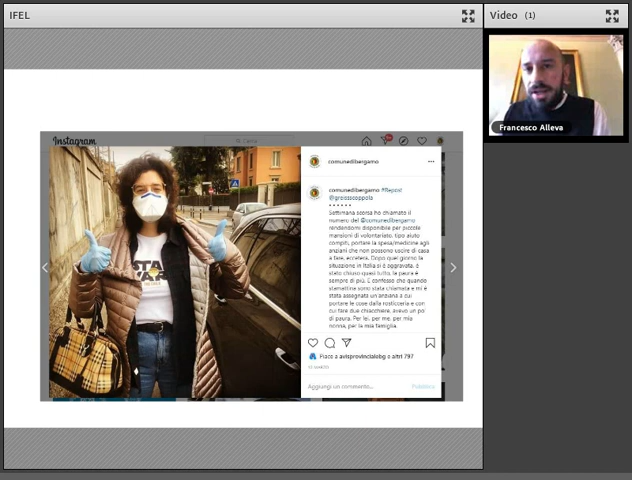 IFEL
Video (1)
Francesco Alleva
Instagram
Cerca
comunedibergamo
comunedibergamo #Repost
@groissseppola
• • • • • •
Settimana scorsa ho chiamato il
numero del @comunedibergamo
rendendomi disponibile per piccole
mansioni di volontariato, tipo aiuto
compiti, portare la spesa/medicine agli
anziani che non possono uscire di casa
a fare, eccetera. Dopo quel giorno la
situazione in Italia si è aggravata, è
stato chiuso quasi tutto, la paura è
sempre di più. E confesso che quando
stamattina sono stata chiamata e mi è
stata assegnata un'anziana a cui
portare le cose dalla rosticceria e con
cui fare due chiacchiere, avevo un po'
di paura. Per lei, per me, per mia
nonna, per la mia famiglia.
Piace a avisprovincialebg e altri 797
Aggiungi un commento...
Pubblica